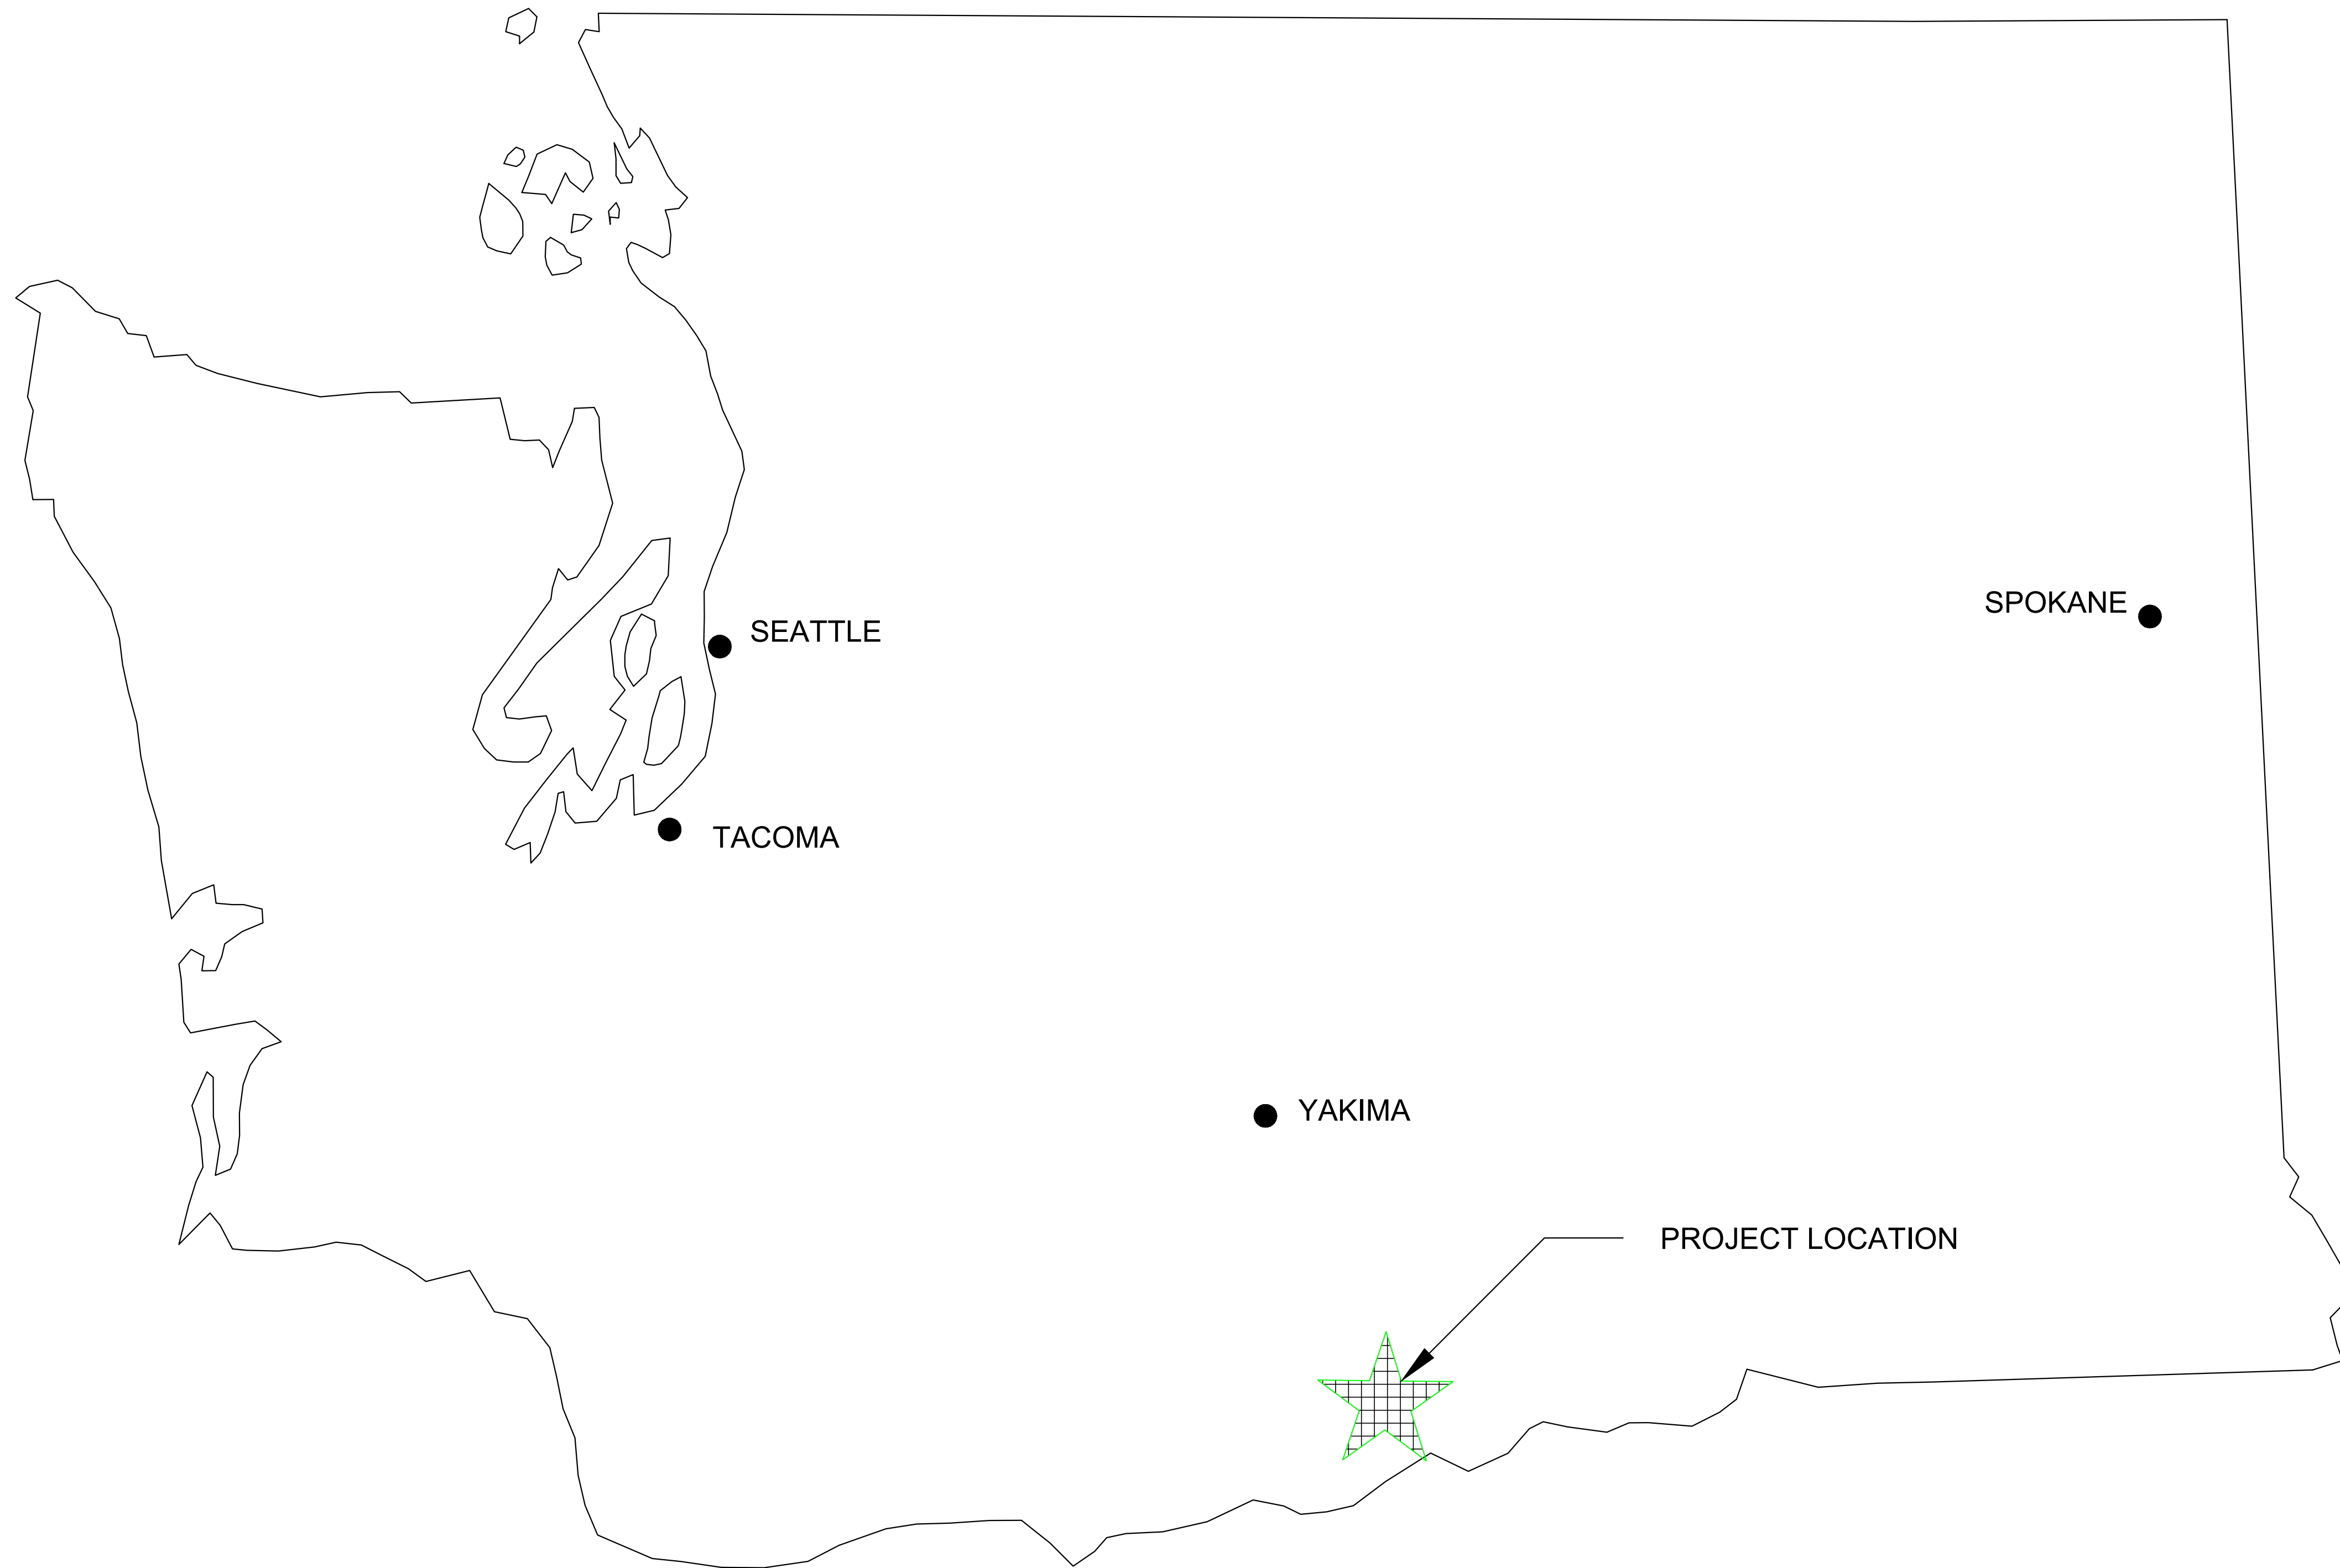 SPOKANE
SEATTLE
TACOMA
YAKIMA
PROJECT LOCATION